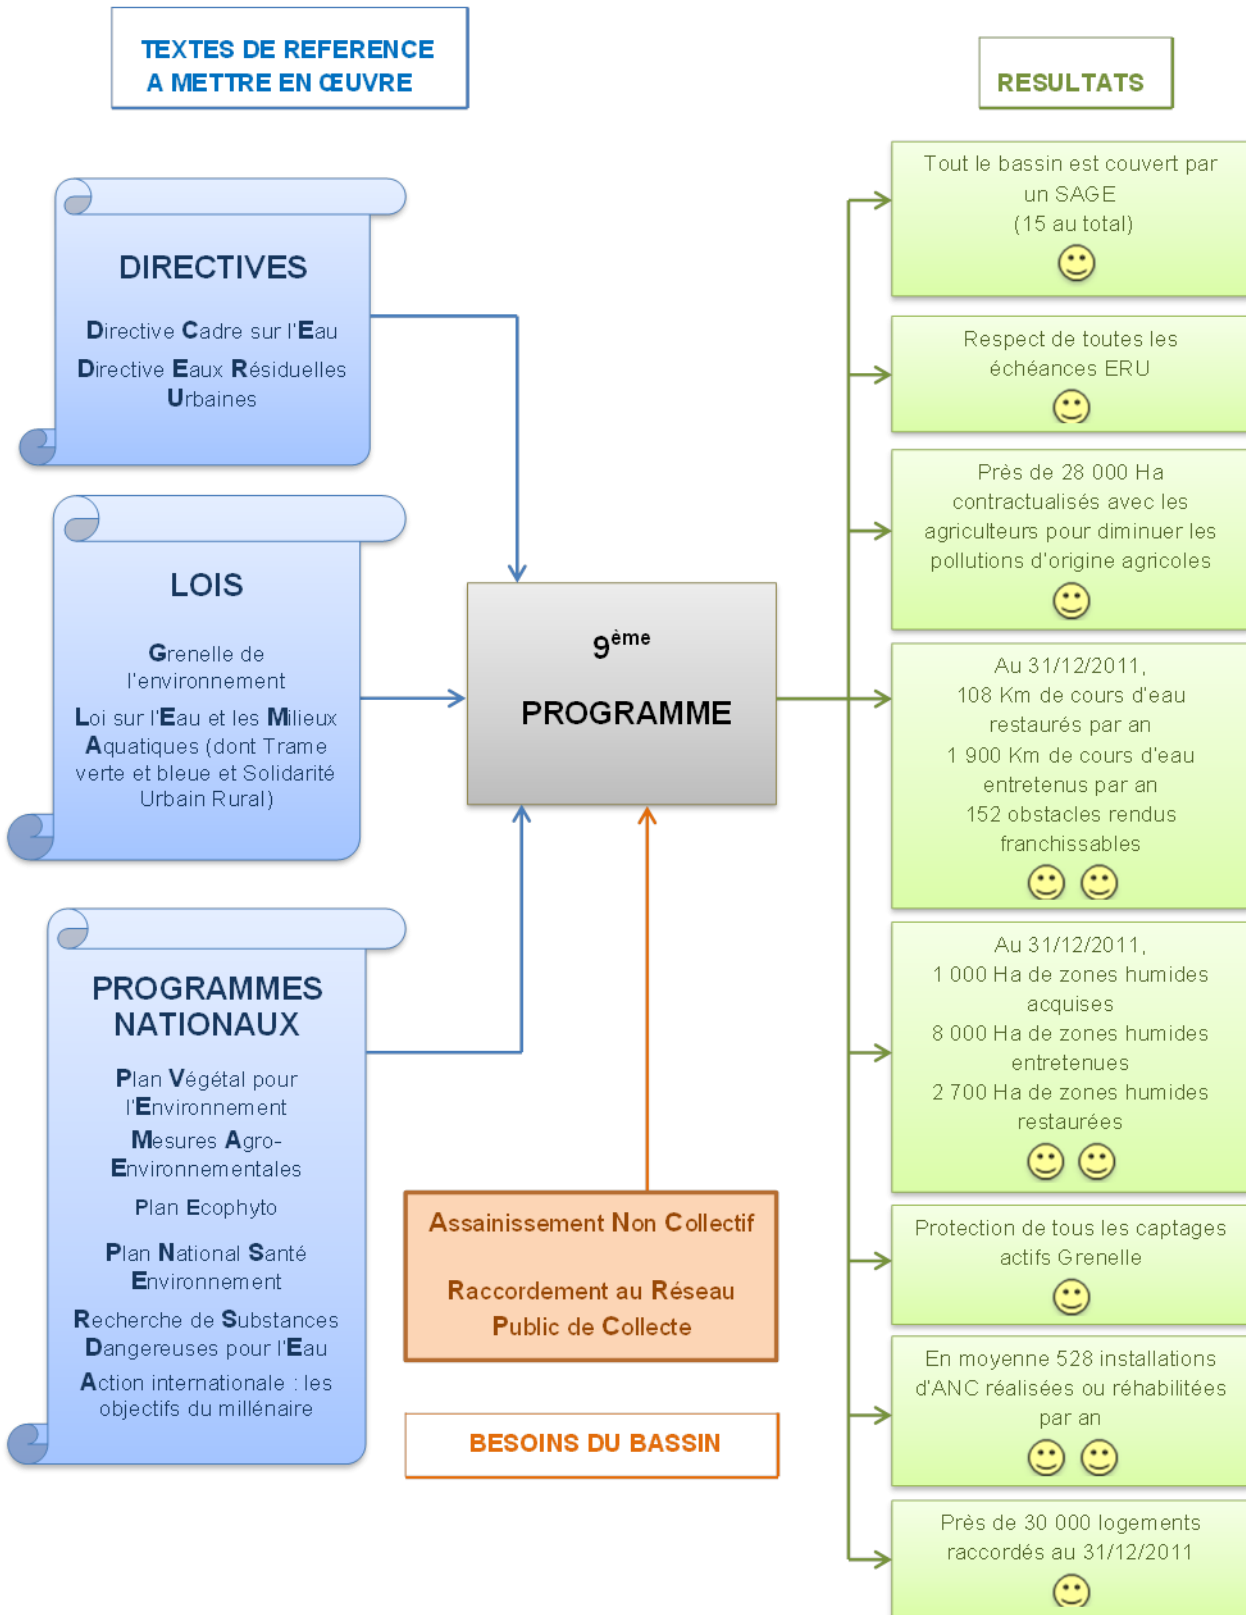 TEXTES DE REFERENCE
A METTRE EN ŒUVRE
DIRECTIVES
Directive Cadre sur l'Eau
Directive Eaux Résiduelles
Urbaines
LOIS
Grenelle de
l'environnement
Loi sur l'Eau et les Milieux
Aquatiques (dont Trame
verte et bleue et Solidarité
Urbain Rural)
PROGRAMMES
NATIONAUX
Plan Végétal pour
l'Environnement
Mesures Agro-
Environnementales
Plan Ecophyto
Plan National Santé
Environnement
Recherche de Substances
Dangereuses pour l'Eau
Action internationale : les
objectifs du millénaire
9ème
PROGRAMME
Assainissement Non Collectif
Raccordement au Réseau
Public de Collecte
BESOINS DU BASSIN
RESULTATS
Tout le bassin est couvert par
un SAGE
(15 au total)
Respect de toutes les
échéances ERU
Près de 28 000 Ha
contractualisés avec les
agriculteurs pour diminuer les
pollutions d'origine agricoles
Au 31/12/2011,
108 Km de cours d'eau
restaurés par an
1 900 Km de cours d'eau
entretenus par an
152 obstacles rendus
franchissables
Au 31/12/2011,
1 000 Ha de zones humides
acquises
8 000 Ha de zones humides
entretenues
2 700 Ha de zones humides
restaurées
Protection de tous les captages
actifs Grenelle
En moyenne 528 installations
d'ANC réalisées ou réhabilitées
par an
Près de 30 000 logements
raccordés au 31/12/2011